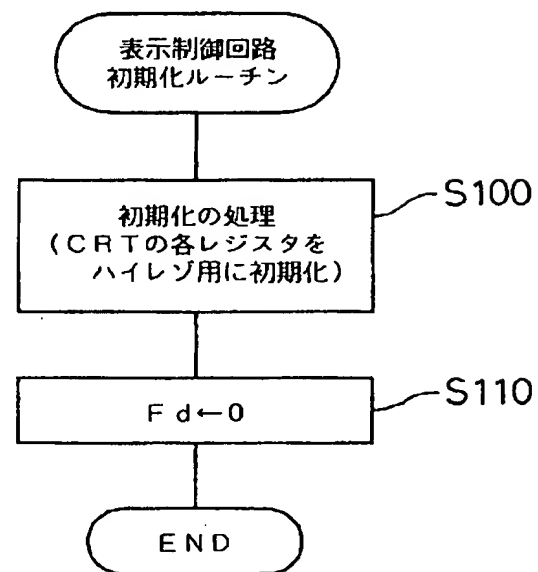 表示制御回路
初期化ルーチン
S100
初期化の処理
(CRTの各レジスタを
ハイレゾ用に初期化)
S110
Fd←0
END